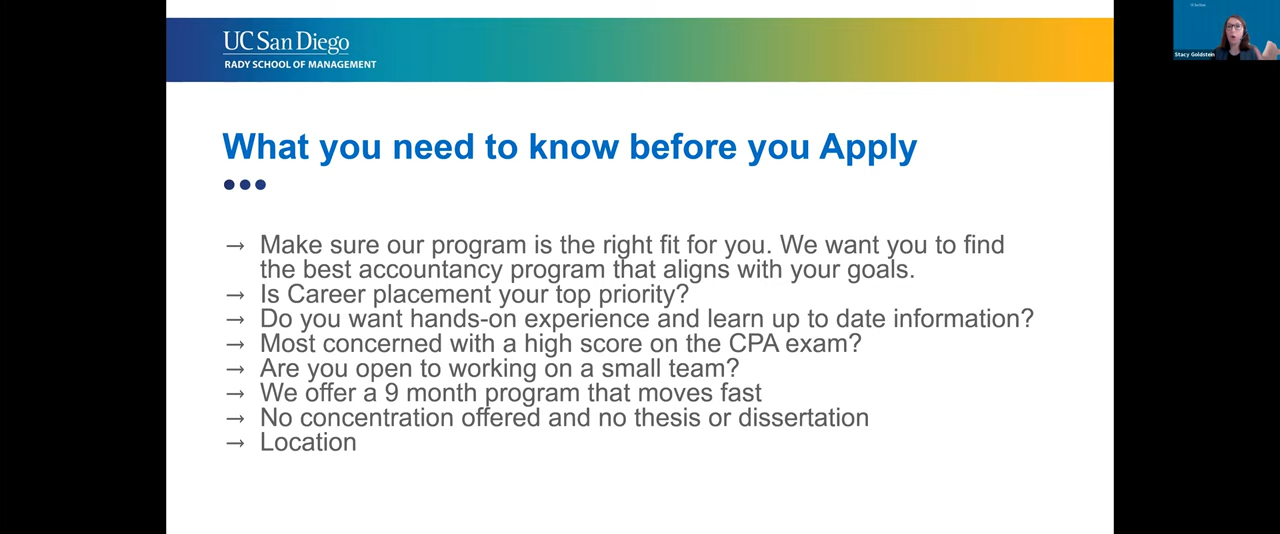 UC San Diego
RADY SCHOOL OF MANAGEMENT
Stacy Goldstein
What you need to know before you Apply
→ Make sure our program is the right fit for you. We want you to find
the best accountancy program that aligns with your goals.
→ Is Career placement your top priority?
→ Do you want hands-on experience and learn up to date information?
→ Most concerned with a high score on the CPA exam?
→ Are you open to working on a small team?
→ We offer a 9 month program that moves fast
→ No concentration offered and no thesis or dissertation
→ Location